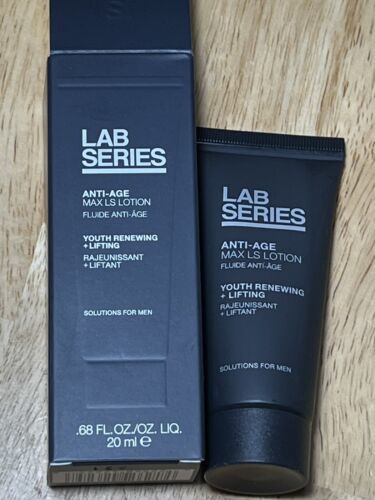 LAB
SERIES
ANTI-AGE
MAX LS LOTION
FLUIDE ANTI-ÂGE
YOUTH RENEWING
+ LIFTING
RAJEUNISSANT
+ LIFTANT
SOLUTIONS FOR MEN
.68 FL.OZ./OZ. LIQ.
20 ml ℮
LAB
SERIES
ANTI-AGE
MAX LS LOTION
FLUIDE ANTI-ÂGE
YOUTH RENEWING
+ LIFTING
RAJEUNISSANT
+ LIFTANT
SOLUTIONS FOR MEN